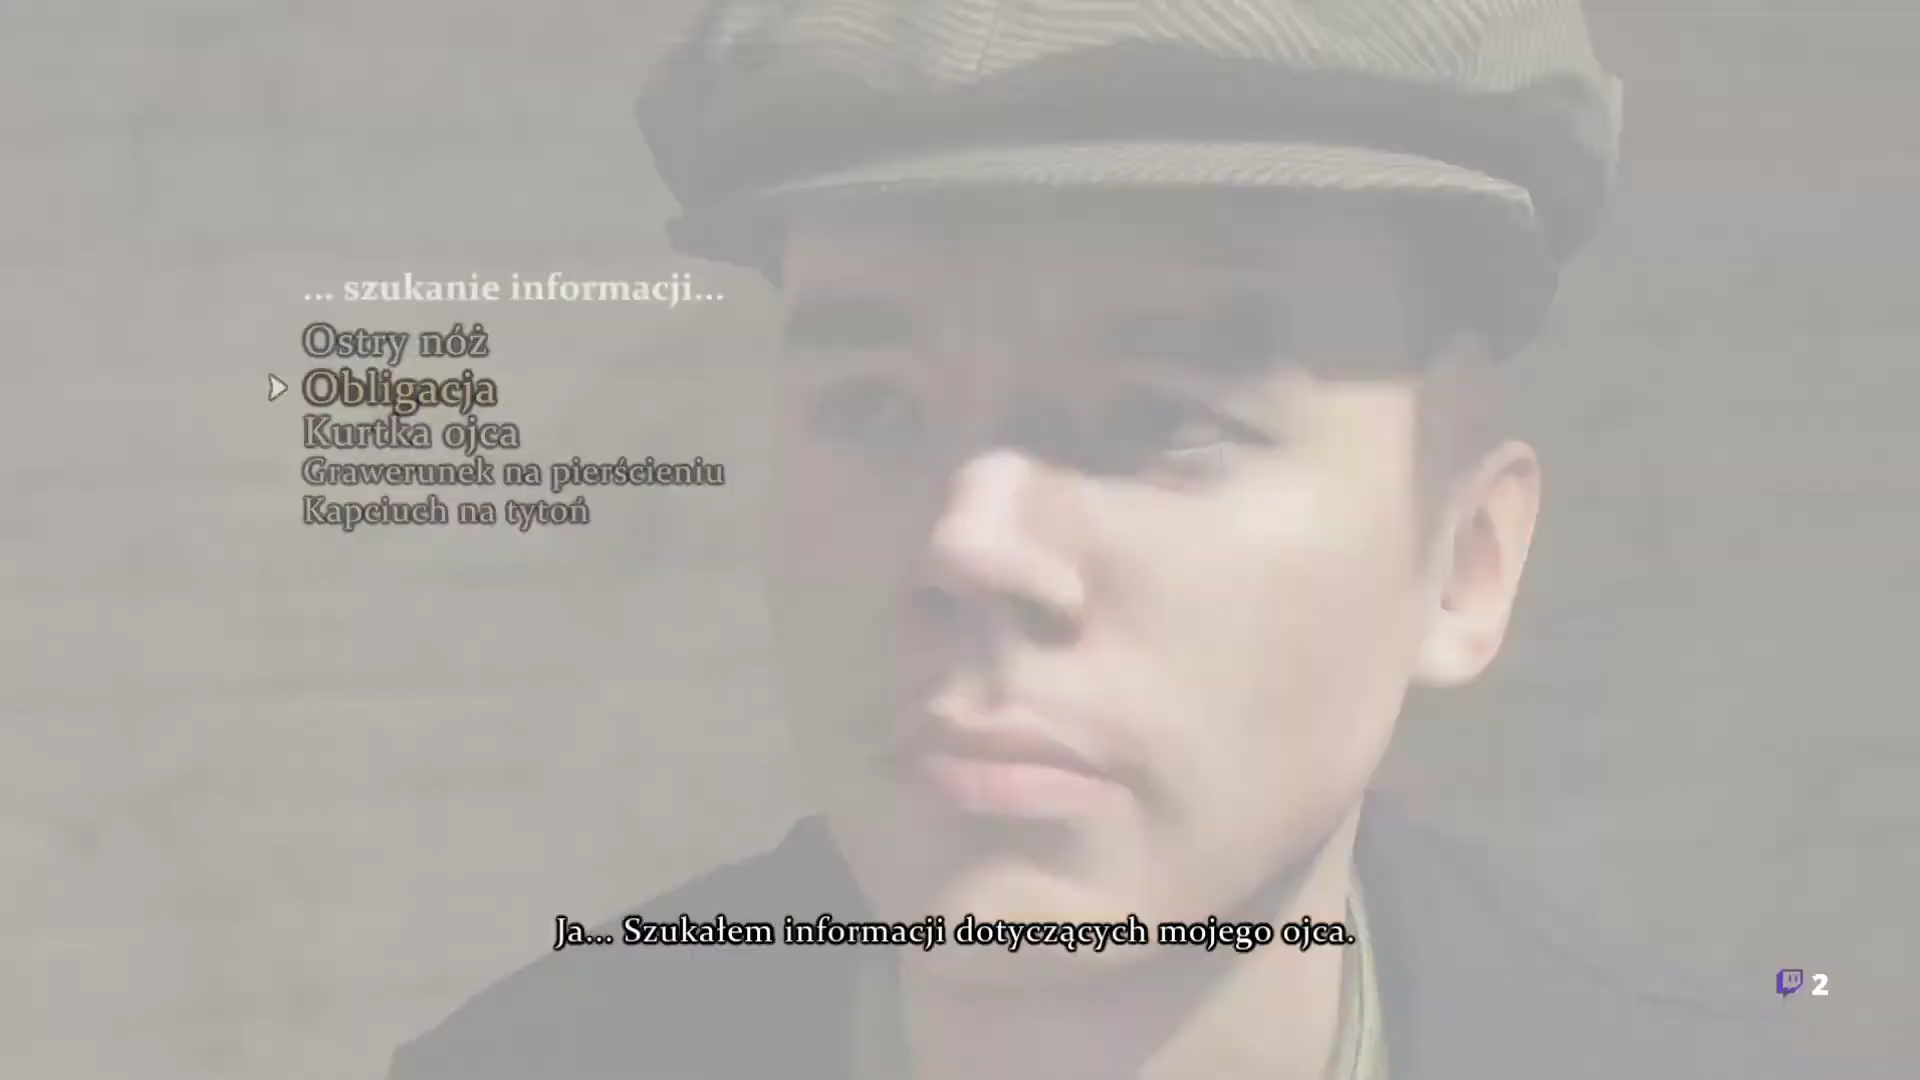 ... szukanie informacji...
Ostry nóż
Obligacja
Kurtka ojca
Grawerunek na pierścieniu
Kapciuch na tytoń
Ja... Szukałem informacji dotyczących mojego ojca.
2